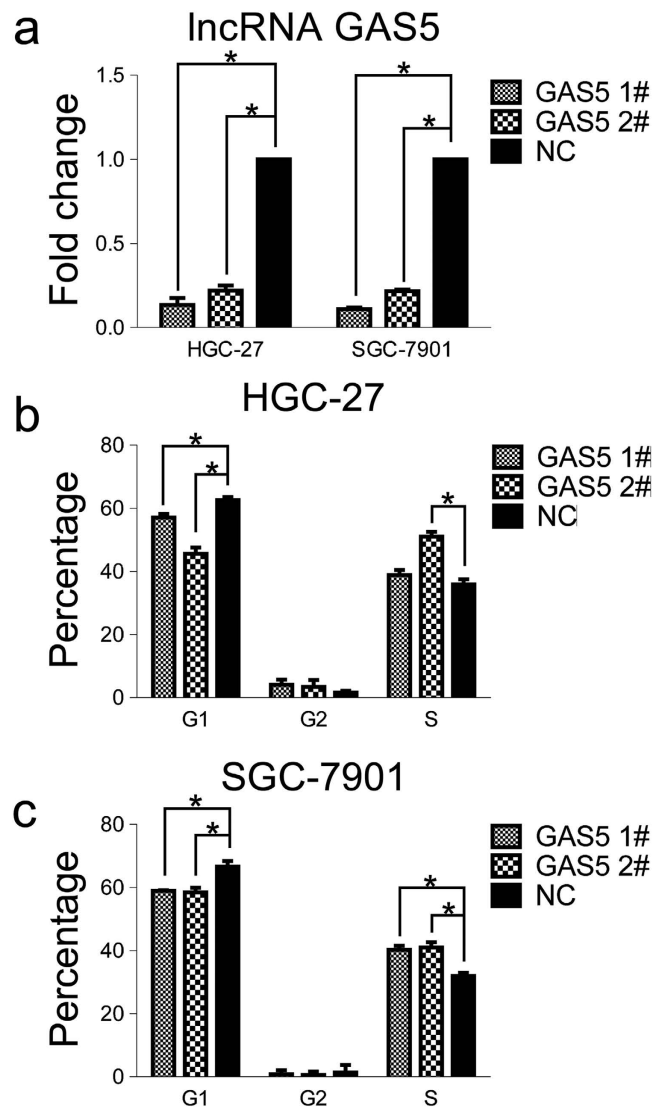 a
lncRNA GAS5
*
*
*
*
1.5
1.0
0.5
0.0
Fold change
HGC-27
SGC-7901
GAS5 1#
GAS5 2#
NC
b
HGC-27
*
*
*
80
60
40
20
0
Percentage
G1
G2
S
GAS5 1#
GAS5 2#
NC
c
SGC-7901
*
*
*
*
80
60
40
20
0
Percentage
G1
G2
S
GAS5 1#
GAS5 2#
NC